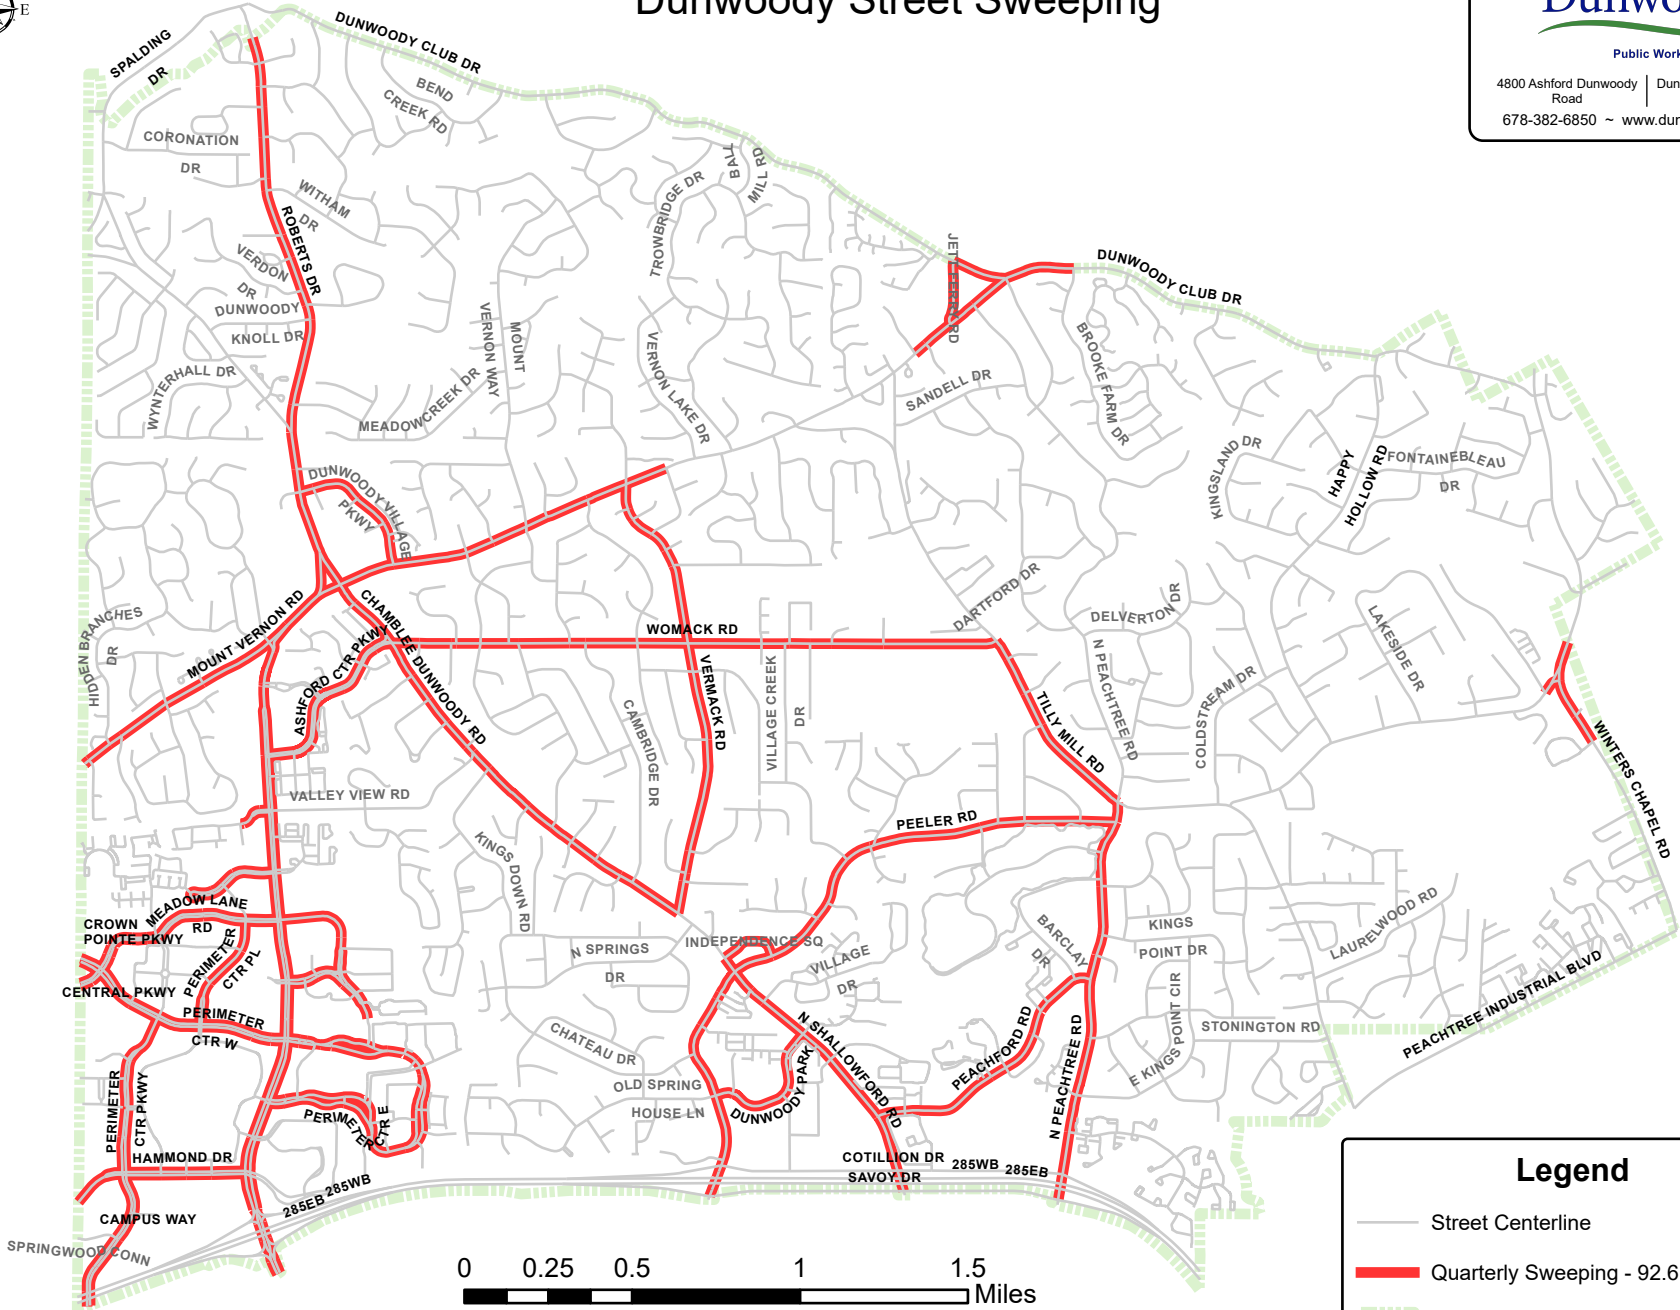 E
Dunwoody Street Sweeping
Public Work
4800 Ashford Dunwoody
Road
678-382-6850 ~ www.dun
SPALDING
DR
DUNWOODY CLUB DR
BEND
CREEK RD
CORONATION
DR
WITHAM
DR
ROBERTS DR
VERDON
DR
DUNWOODY
KNOLL DR
WYNTERHALL DR
MEADOWCREEK DR
MOUNT
VERNON WAY
TROWBRIDGE DR
BALL
MILL RD
VERNON LAKE DR
JETT FERRY RD
SANDELL DR
DUNWOODY CLUB DR
BROOKE FARM DR
KINGSLAND DR
HAPPY
HOLLOW RD
FONTAINEBLEAU
DR
DUNWOODY VILLAGE
PKWY
HIDDEN BRANCHES
DR
MOUNT VERNON RD
CHAMBLEE DUNWOODY RD
ASHFORD CTR PKWY
WOMACK RD
VERMACK RD
CAMBRIDGE DR
VILLAGE CREEK
DR
DARTFORD DR
DELVERTON DR
N PEACHTREE RD
COLDSTREAM DR
LAKESIDE DR
TILLY MILL RD
WINTERS CHAPEL RD
VALLEY VIEW RD
KINGS DOWN RD
PEELER RD
MEADOW LANE
RD
CROWN
POINTE PKWY
PERIMETER
CTR PL
CENTRAL PKWY
PERIMETER
CTR W
N SPRINGS
DR
INDEPENDENCE SQ
VILLAGE
DR
BARCLAY
DR
KINGS
POINT DR
LAURELWOOD RD
PEACHTREE INDUSTRIAL BLVD
STONINGTON RD
E KINGS POINT CIR
CHATEAU DR
OLD SPRING
HOUSE LN
DUNWOODY PARK
N SHALLOWFORD RD
PEACHFORD RD
N PEACHTREE RD
PERIMETER
CTR PKWY
PERIMETER
CTR E
HAMMOND DR
CAMPUS WAY
SPRINGWOOD CONN
285EB 285WB
COTILLION DR
SAVOY DR
285WB 285EB
0 0.25 0.5 1 1.5
Miles
Legend
Street Centerline
Quarterly Sweeping - 92.6